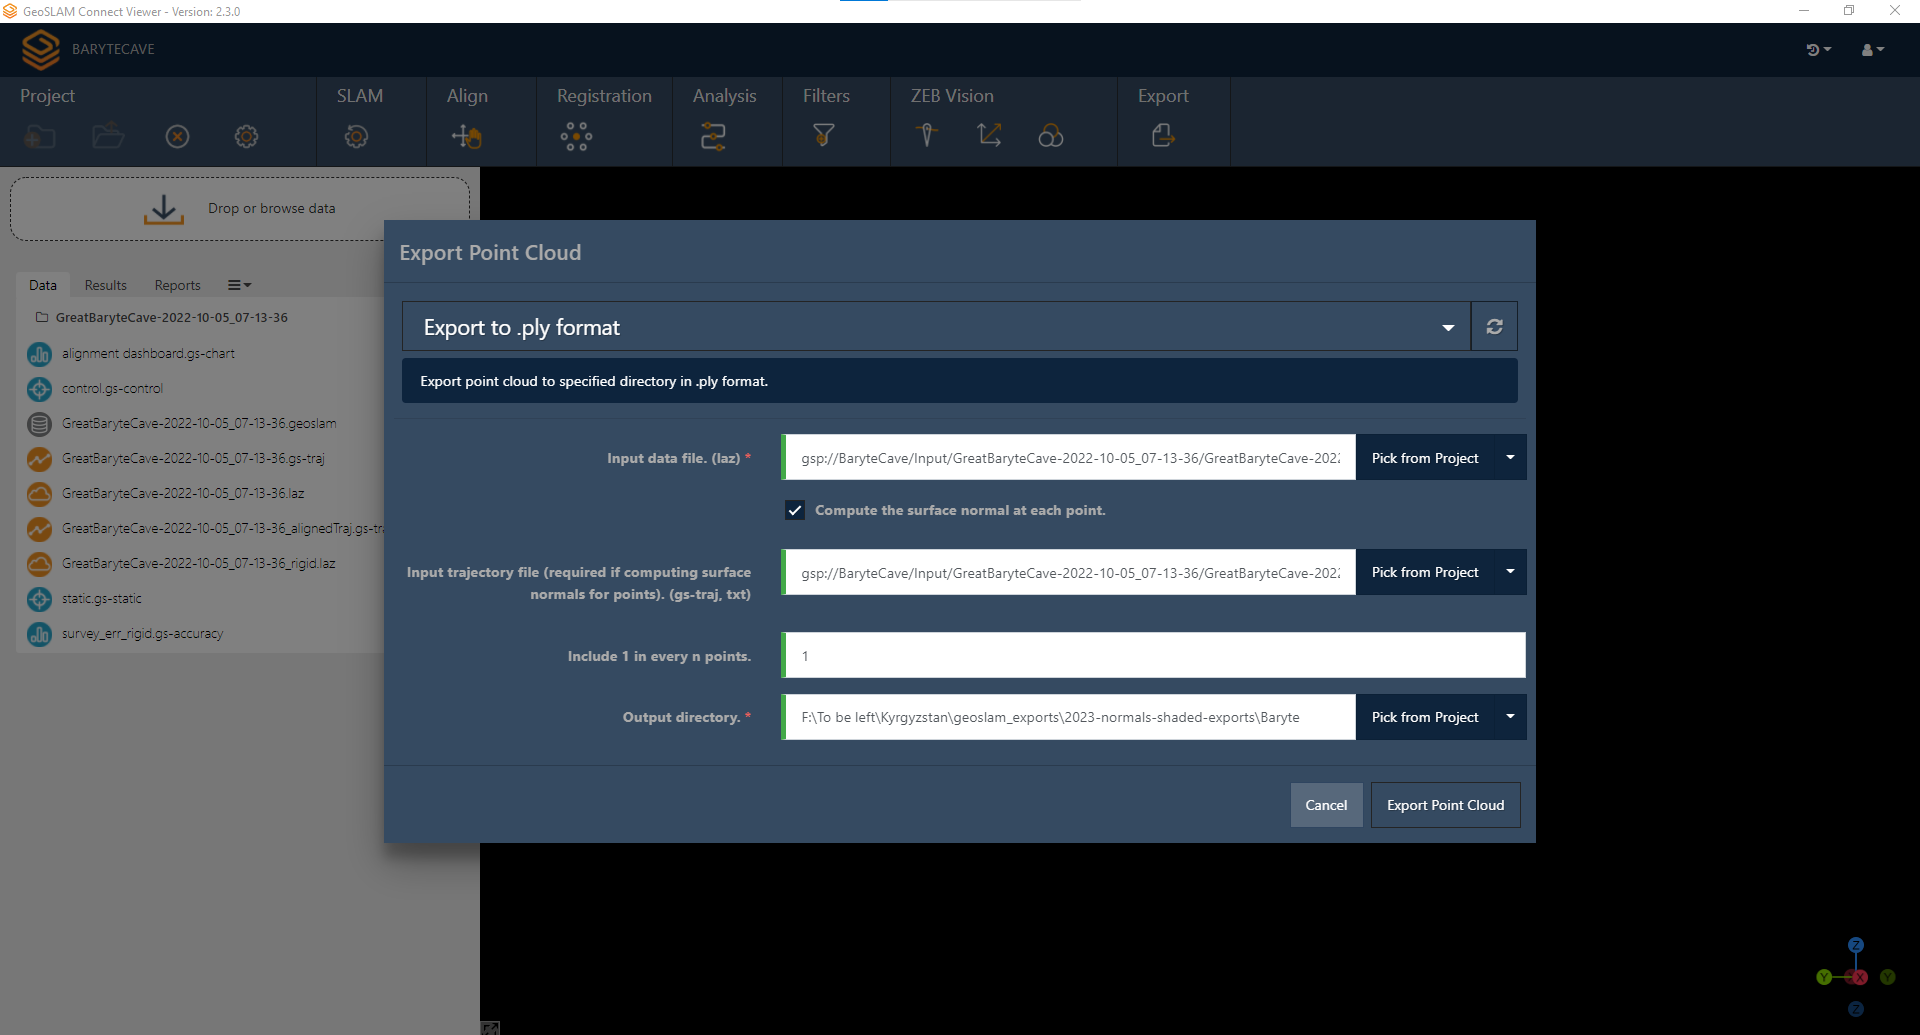 GeoSLAM Connect Viewer - Version: 2.3.0
BARYTECAVE
Project
SLAM
Align
Registration
Analysis
Filters
ZEB Vision
Export
Drop or browse data
Data
Results
Reports
GreatBaryteCave-2022-10-05_07-13-36
alignment dashboard.gs-chart
control.gs-control
GreatBaryteCave-2022-10-05_07-13-36.geoslam
GreatBaryteCave-2022-10-05_07-13-36.gs-traj
GreatBaryteCave-2022-10-05_07-13-36.laz
GreatBaryteCave-2022-10-05_07-13-36_alignedTraj.gs-tra
GreatBaryteCave-2022-10-05_07-13-36_rigid.laz
static.gs-static
survey_err_rigid.gs-accuracy
Export Point Cloud
Export to .ply format
Export point cloud to specified directory in .ply format.
Input data file. (laz) *
gsp://BaryteCave/Input/GreatBaryteCave-2022-10-05_07-13-36/GreatBaryteCave-2022
Pick from Project
Compute the surface normal at each point.
Input trajectory file (required if computing surface
normals for points). (gs-traj, txt)
gsp://BaryteCave/Input/GreatBaryteCave-2022-10-05_07-13-36/GreatBaryteCave-2022
Pick from Project
Include 1 in every n points.
1
Output directory. *
F:\To be left\Kyrgyzstan\geoslam_exports\2023-normals-shaded-exports\Baryte
Pick from Project
Cancel
Export Point Cloud
Z
Y
X
Y
Z